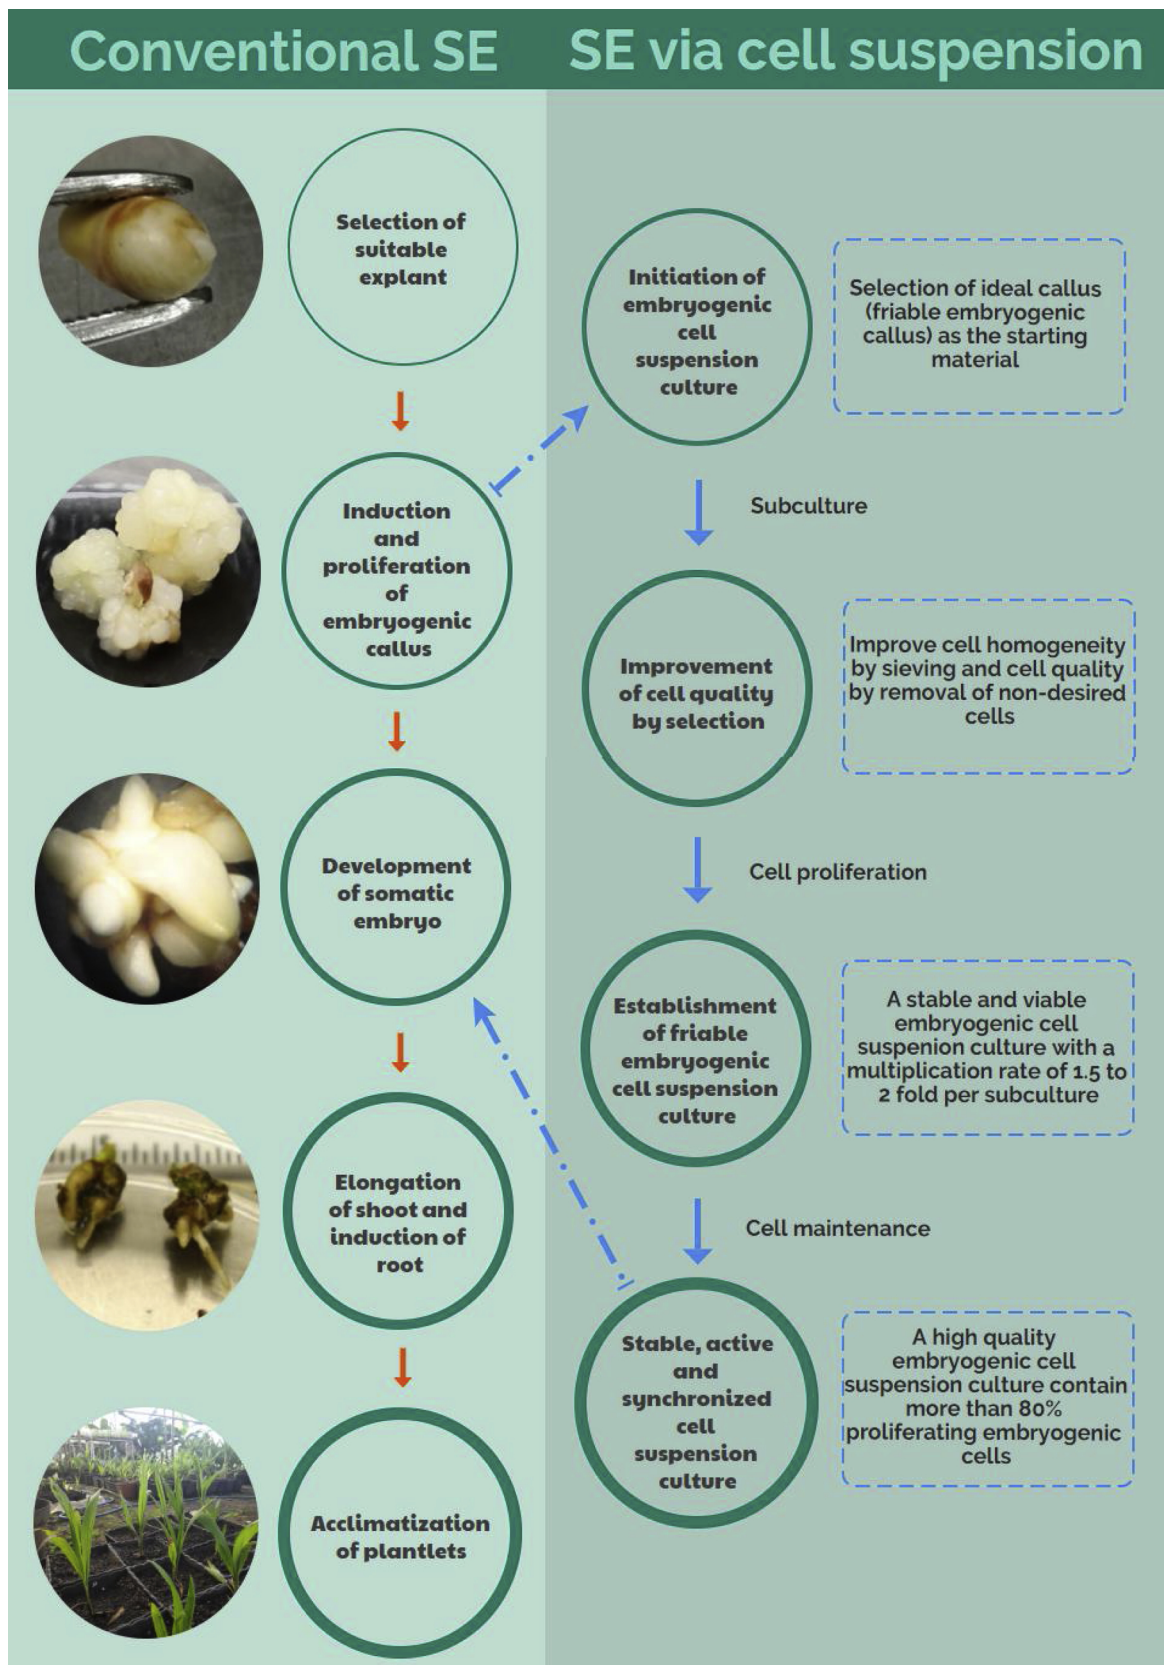 Conventional SE
SE via cell suspension
Selection of
suitable
explant
Induction
and
proliferation
of
embryogenic
callus
Development
of somatic
embryo
Elongation
of shoot and
induction of
root
Acclimatization
of plantlets
Initiation of
embryogenic
cell
suspension
culture
Selection of ideal callus
(friable embryogenic
callus) as the starting
material
Subculture
Improvement
of cell quality
by selection
Improve cell homogeneity
by sieving and cell quality
by removal of non-desired
cells
Cell proliferation
Establishment
of friable
embryogenic
cell suspension
culture
A stable and viable
embryogenic cell
suspenion culture with a
multiplication rate of 1.5 to
2 fold per subculture
Cell maintenance
Stable, active
and
synchronized
cell
suspension
culture
A high quality
embryogenic cell
suspension culture contain
more than 80%
proliferating embryogenic
cells